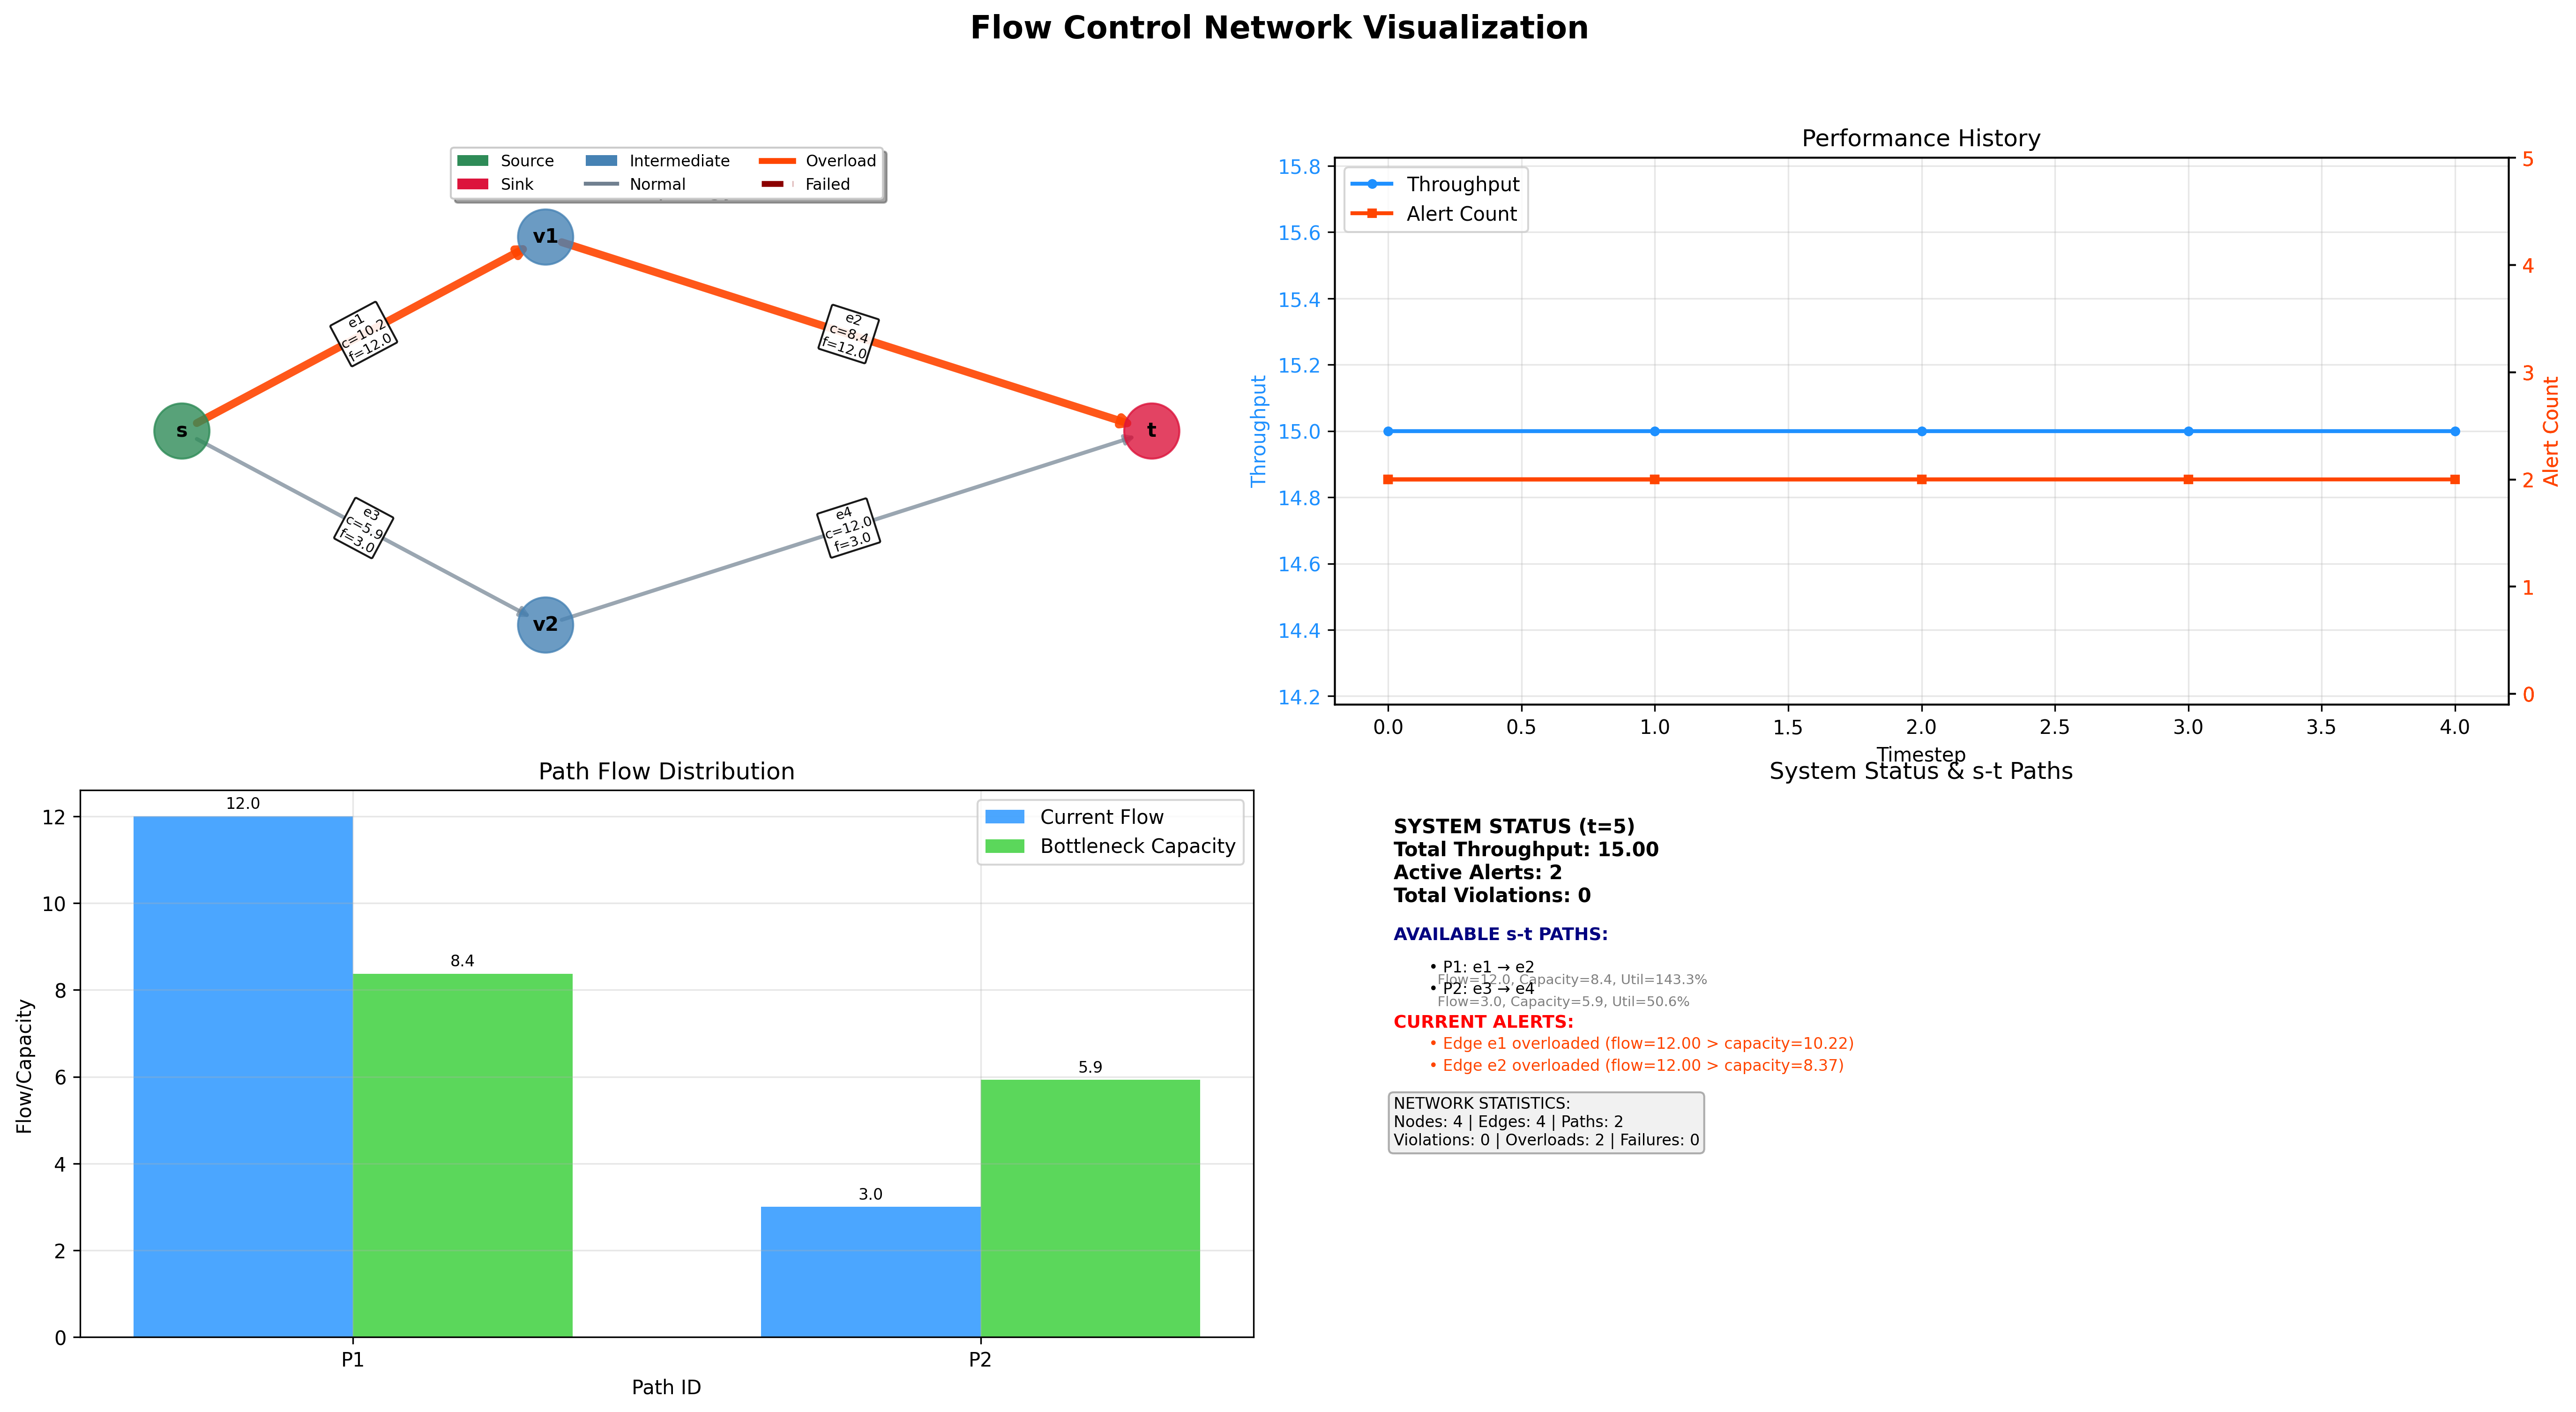 Flow Control Network Visualization
Source
Intermediate
Overload
Sink
Normal
Failed
v1
e1
c=10.2
f=12.0
e2
c=8.4
f=12.0
s
t
e3
c=5.9
f=3.0
e4
c=12.0
f=3.0
v2
Performance History
Throughput
Alert Count
15.8
15.6
15.4
15.2
15.0
14.8
14.6
14.4
14.2
Throughput
5
4
3
2
1
0
Alert Count
0.0
0.5
1.0
1.5
2.0
2.5
3.0
3.5
4.0
Timestep
Path Flow Distribution
Current Flow
Bottleneck Capacity
12
10
8
6
4
2
0
Flow/Capacity
12.0
8.4
3.0
5.9
P1
P2
Path ID
System Status & s-t Paths
SYSTEM STATUS (t=5)
Total Throughput: 15.00
Active Alerts: 2
Total Violations: 0
AVAILABLE s-t PATHS:
• P1: e1 → e2
Flow=12.0, Capacity=8.4, Util=143.3%
• P2: e3 → e4
Flow=3.0, Capacity=5.9, Util=50.6%
CURRENT ALERTS:
• Edge e1 overloaded (flow=12.00 > capacity=10.22)
• Edge e2 overloaded (flow=12.00 > capacity=8.37)
NETWORK STATISTICS:
Nodes: 4 | Edges: 4 | Paths: 2
Violations: 0 | Overloads: 2 | Failures: 0